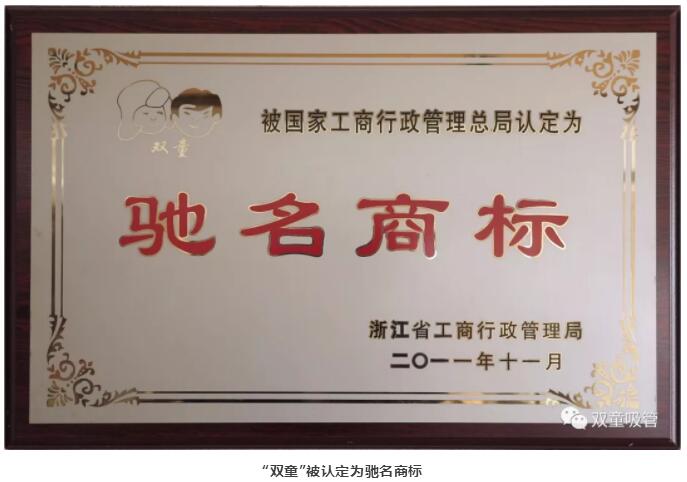 双童
被国家工商行政管理总局认定为
驰名商标
浙江省工商行政管理局
二〇一一年十一月
双童吸管
“双童”被认定为驰名商标